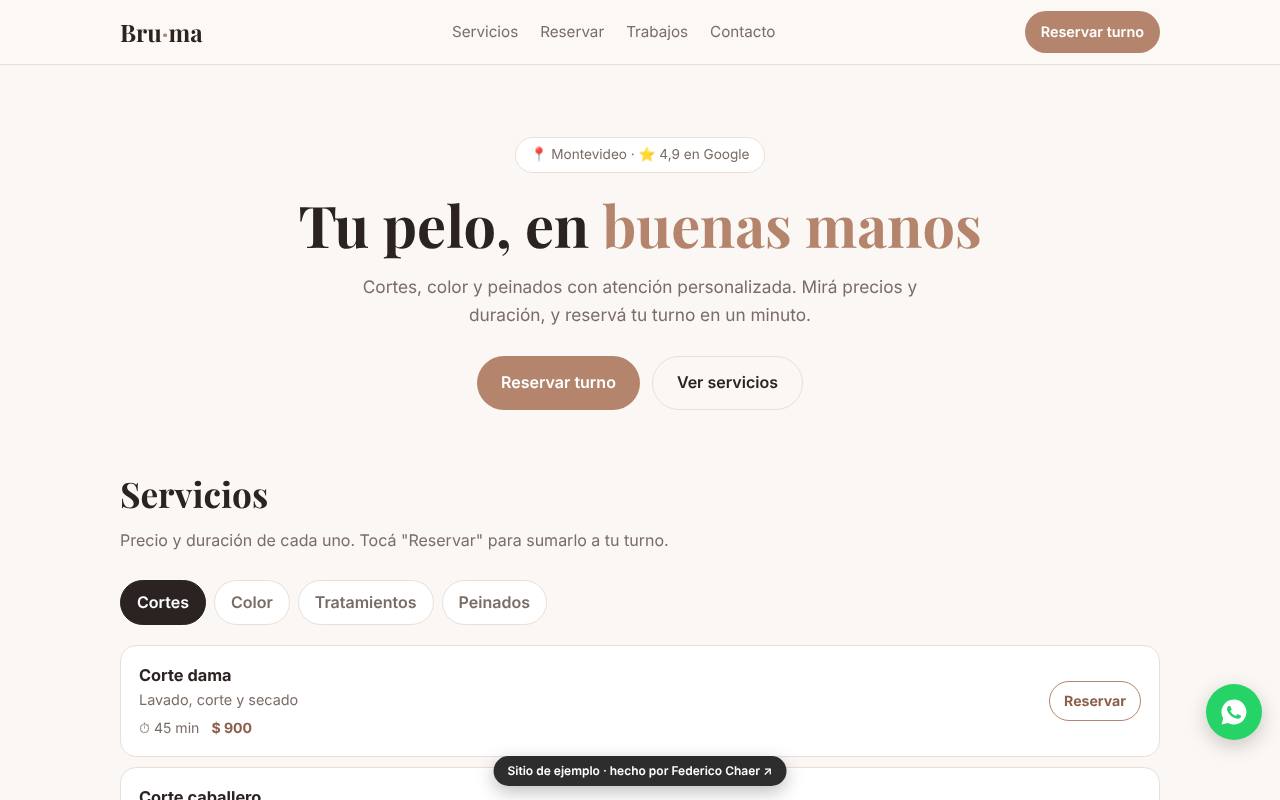 Bru·ma
Servicios
Reservar
Trabajos
Contacto
Reservar turno
📍 Montevideo · ⭐ 4,9 en Google
Tu pelo, en buenas manos
Cortes, color y peinados con atención personalizada. Mirá precios y
duración, y reservá tu turno en un minuto.
Reservar turno
Ver servicios
Servicios
Precio y duración de cada uno. Tocá "Reservar" para sumarlo a tu turno.
Cortes
Color
Tratamientos
Peinados
Corte dama
Lavado, corte y secado
⏱ 45 min $ 900
Reservar
Sitio de ejemplo · hecho por Federico Chaer ↗
Corte caballero